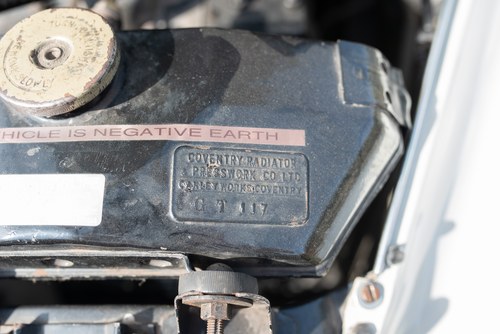 HICLE IS NEGATIVE EARTH
COVENTRY RADIATOR
& PRESSWORK CO LTD
CANLEY WORKS COVENTRY
117